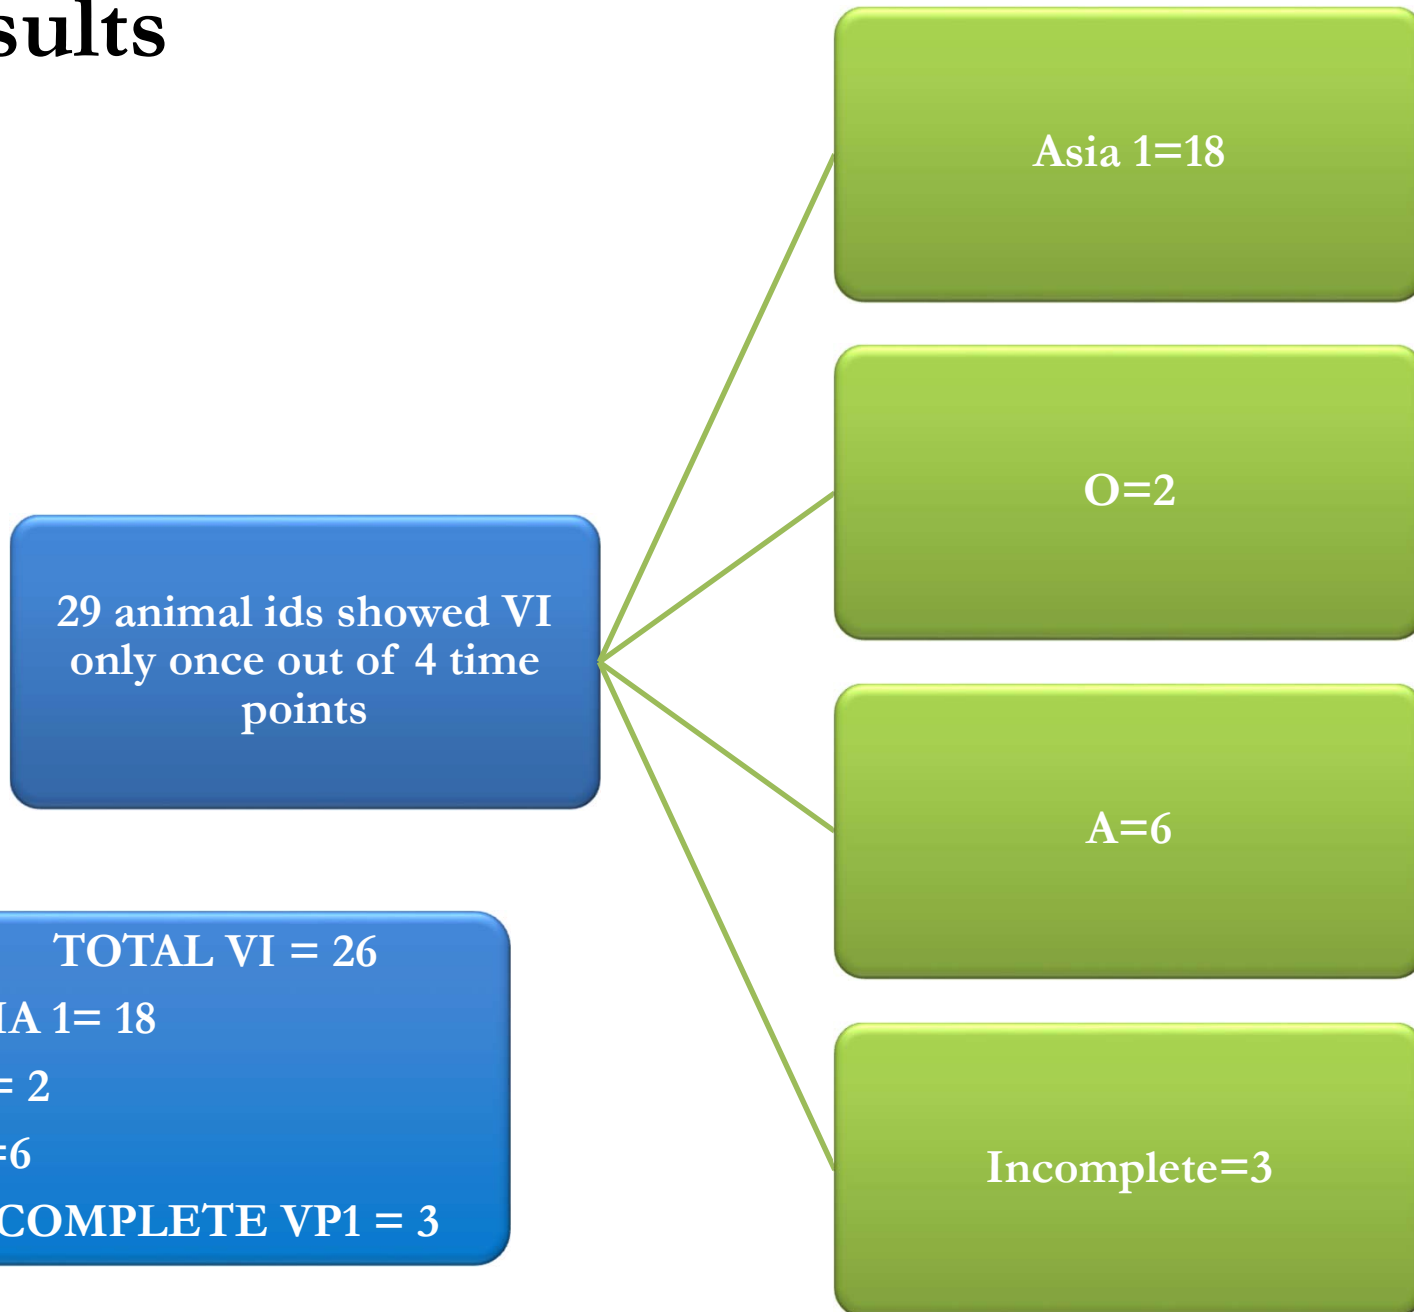 sults
29 animal ids showed VI
only once out of 4 time
points
Asia 1=18
O=2
A=6
Incomplete=3
TOTAL VI = 26
IA 1= 18
= 2
=6
COMPLETE VP1 = 3